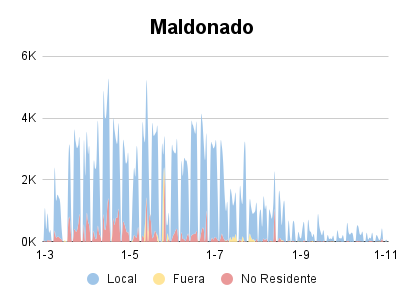 Maldonado
6K
4K
2K
0K
1-3 1-5 1-7 1-9 1-11
Local Fuera No Residente